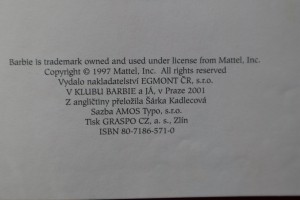 Barbie is trademark owned and used under license from Mattel, Inc.
Copyright © 1997 Mattel, Inc. All rights reserved
Vydalo nakladatelství EGMONT ČR, s.r.o.
V KLUBU BARBIE a JÁ, v Praze 2001
Z angličtiny přeložila Šárka Kadlecová
Sazba AMOS Typo, s.r.o.
Tisk GRASPO CZ, a. s., Zlín
ISBN 80-7186-571-0